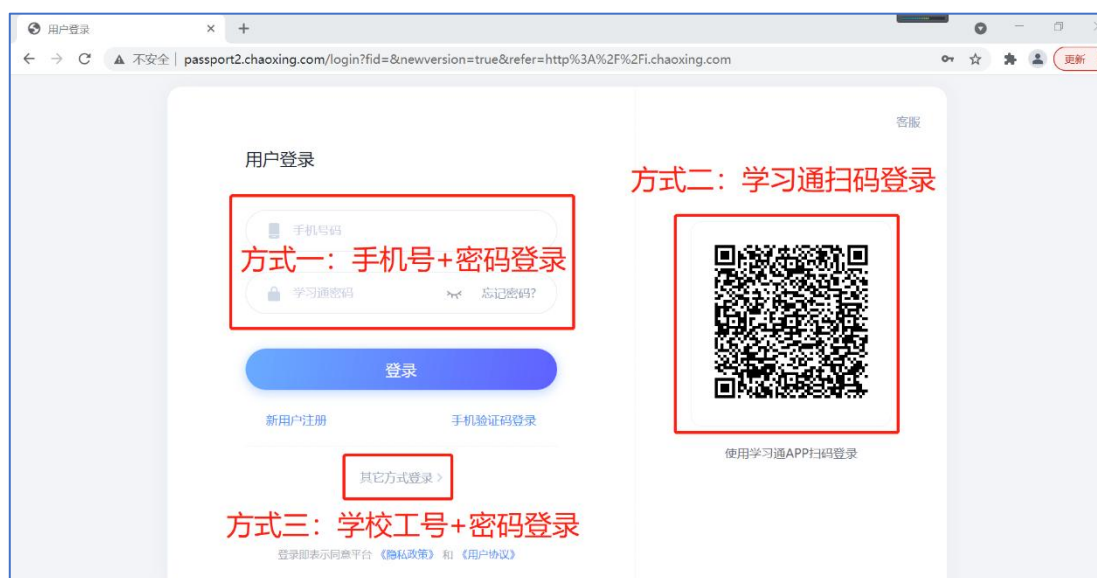 用户登录
不安全 | passport2.chaoxing.com/login?fid=&newversion=true&refer=http%3A%2F%2Fi.chaoxing.com
更新
客服
用户登录
方式二：学习通扫码登录
手机号码
方式一：手机号+密码登录
学习通密码 忘记密码?
登录
新用户注册 手机验证码登录
使用学习通APP扫码登录
其它方式登录 >
方式三：学校工号+密码登录
登录即表示同意平台《隐私政策》和《用户协议》